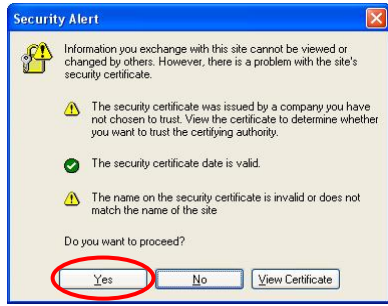 Security Alert
Information you exchange with this site cannot be viewed or
changed by others. However, there is a problem with the site's
security certificate.
The security certificate was issued by a company you have
not chosen to trust. View the certificate to determine whether
you want to trust the certifying authority.
The security certificate date is valid.
The name on the security certificate is invalid or does not
match the name of the site
Do you want to proceed?
Yes No View Certificate